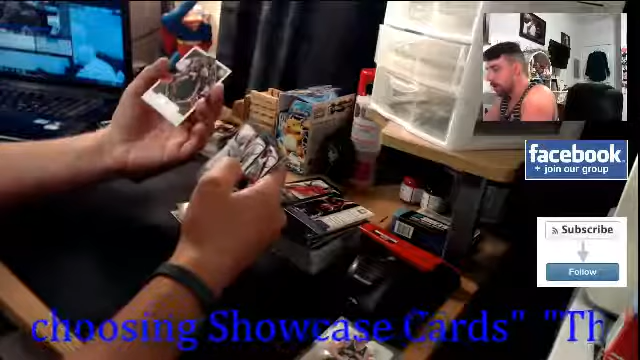 facebook.
+ join our group
Subscribe
Follow
choosing Showcase Cards" "Th